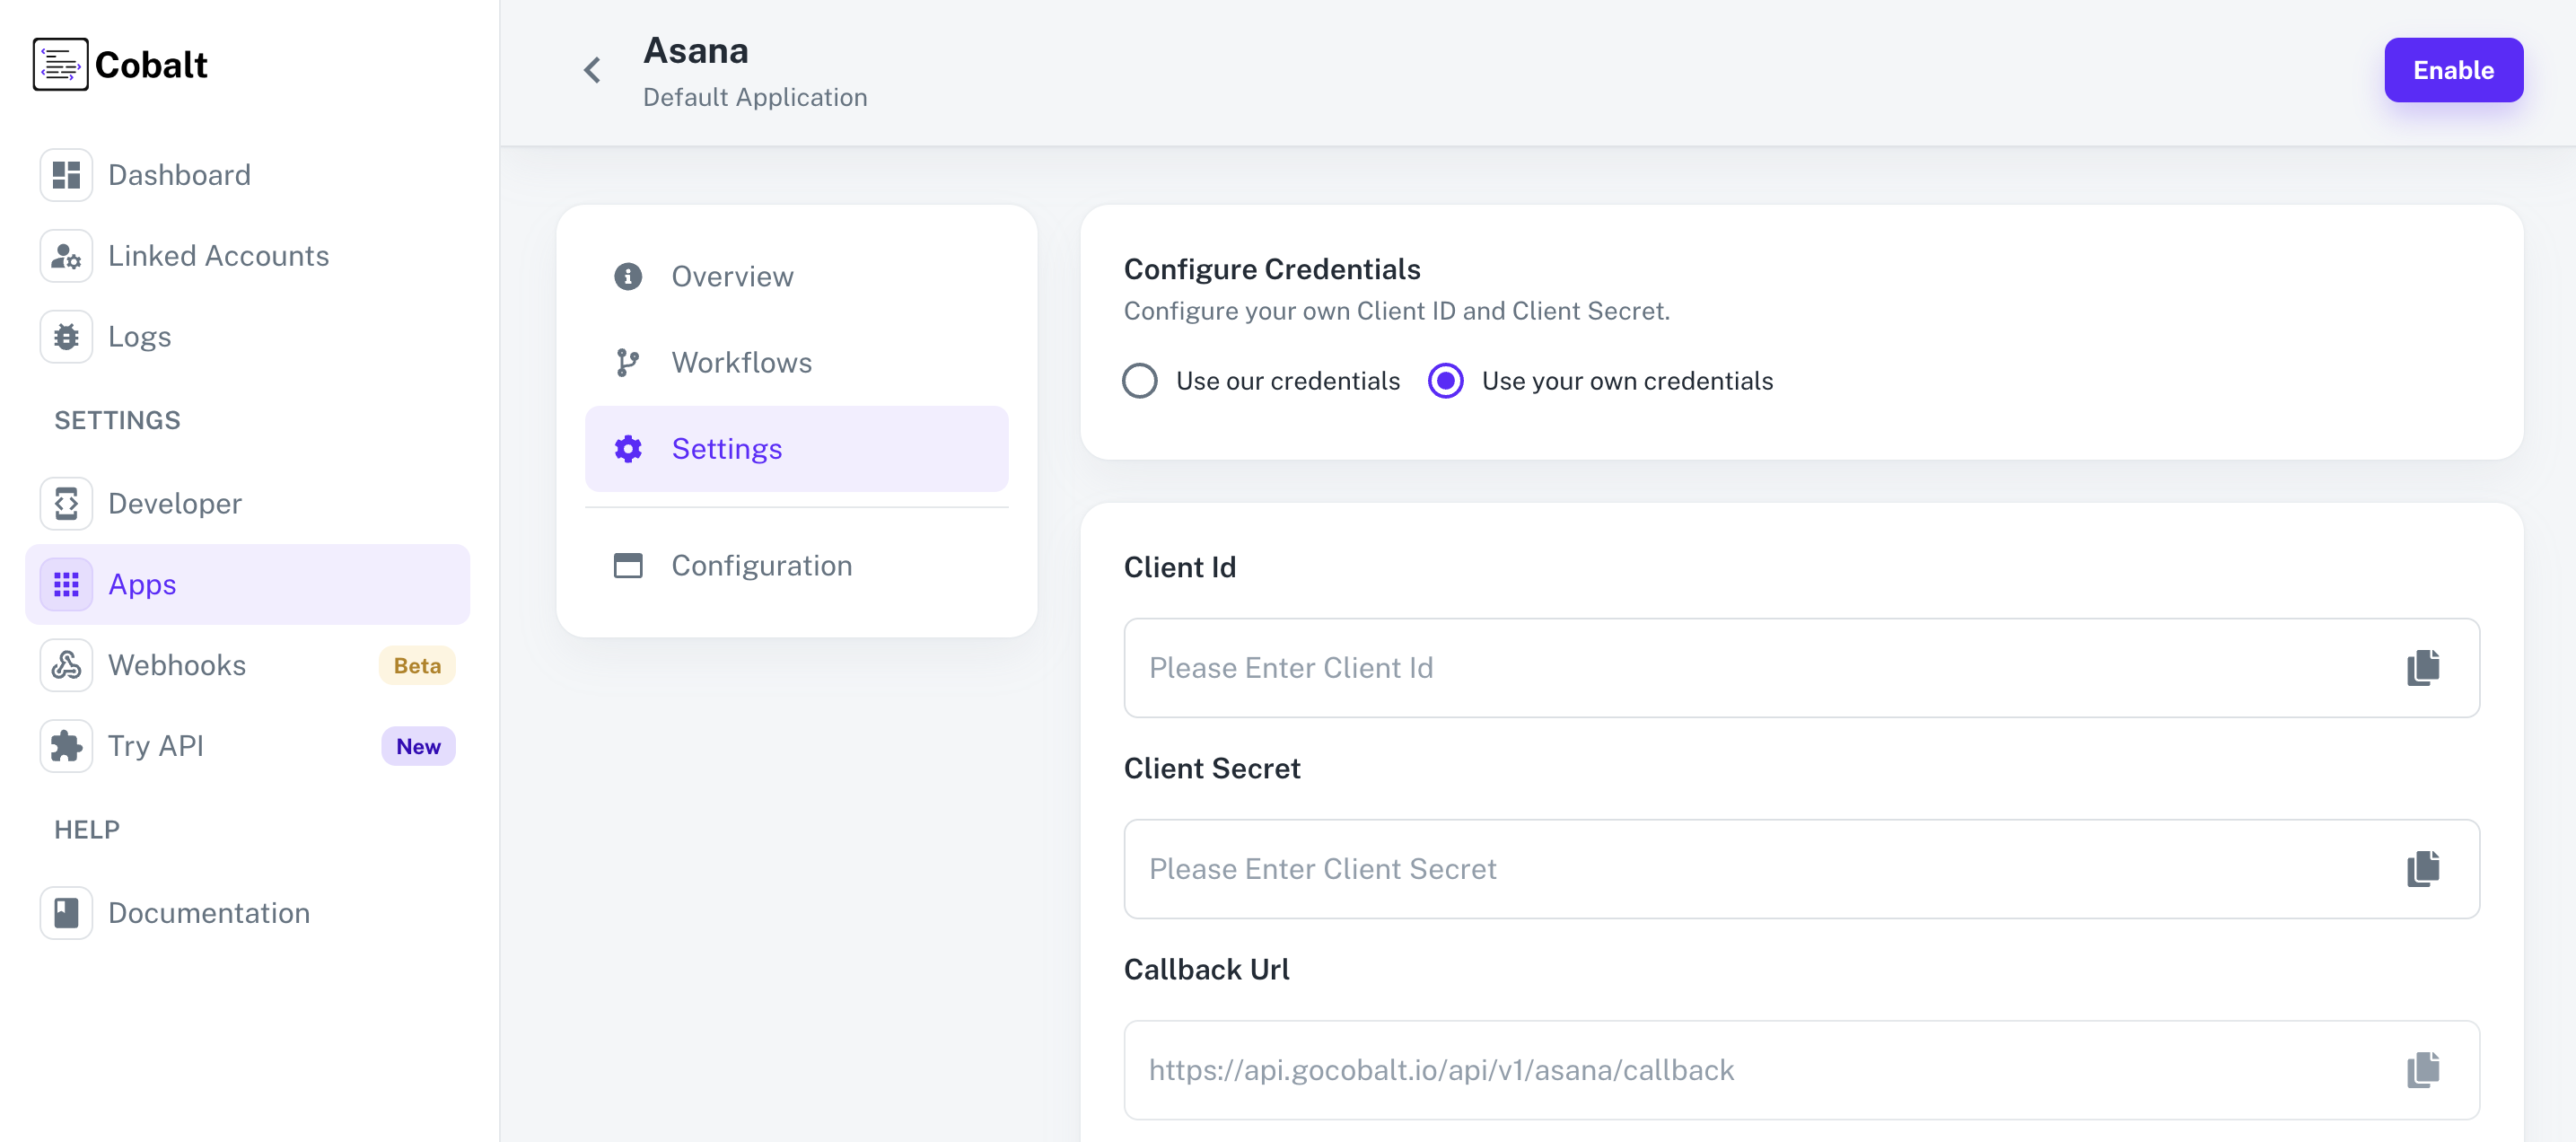 Cobalt
Dashboard
Linked Accounts
Logs
SETTINGS
Developer
Apps
Webhooks Beta
Try API New
HELP
Documentation
Asana
Default Application
Enable
Overview
Workflows
Settings
Configuration
Configure Credentials
Configure your own Client ID and Client Secret.
Use our credentials Use your own credentials
Client Id
Please Enter Client Id
Client Secret
Please Enter Client Secret
Callback Url
https://api.gocobalt.io/api/v1/asana/callback